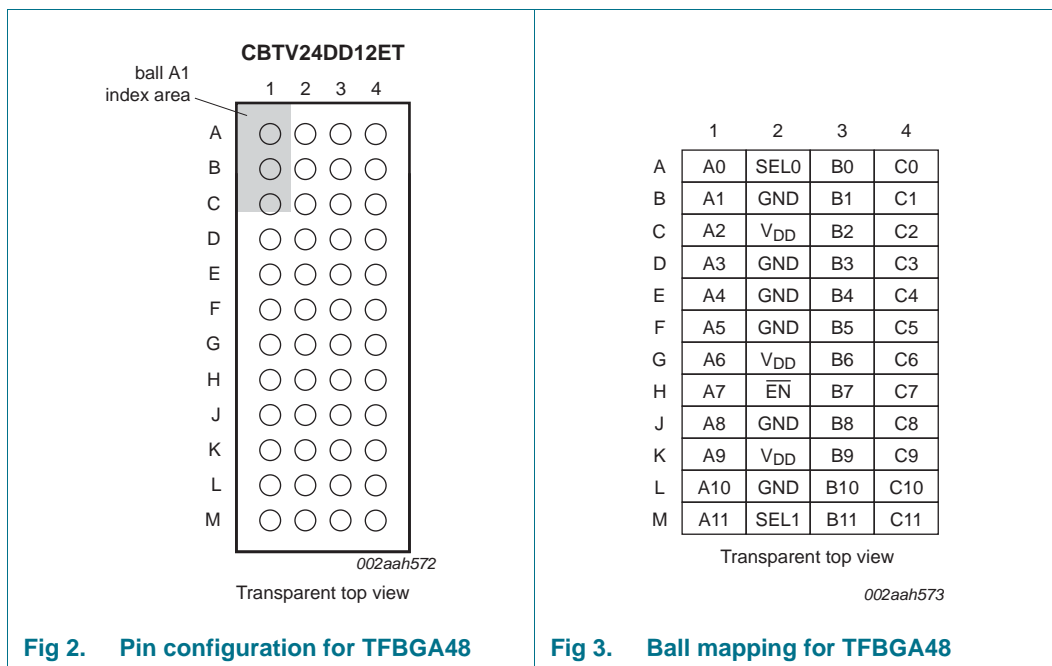 CBTV24DD12ET
ball A1
index area
1 2 3 4
A
B
C
D
E
F
G
H
J
K
L
M
002aah572
Transparent top view
Fig 2. Pin configuration for TFBGA48
1 2 3 4
A A0 SEL0 B0 C0
B A1 GND B1 C1
C A2 VDD B2 C2
D A3 GND B3 C3
E A4 GND B4 C4
F A5 GND B5 C5
G A6 VDD B6 C6
H A7 E̅N̅ B7 C7
J A8 GND B8 C8
K A9 VDD B9 C9
L A10 GND B10 C10
M A11 SEL1 B11 C11
Transparent top view
002aah573
Fig 3. Ball mapping for TFBGA48